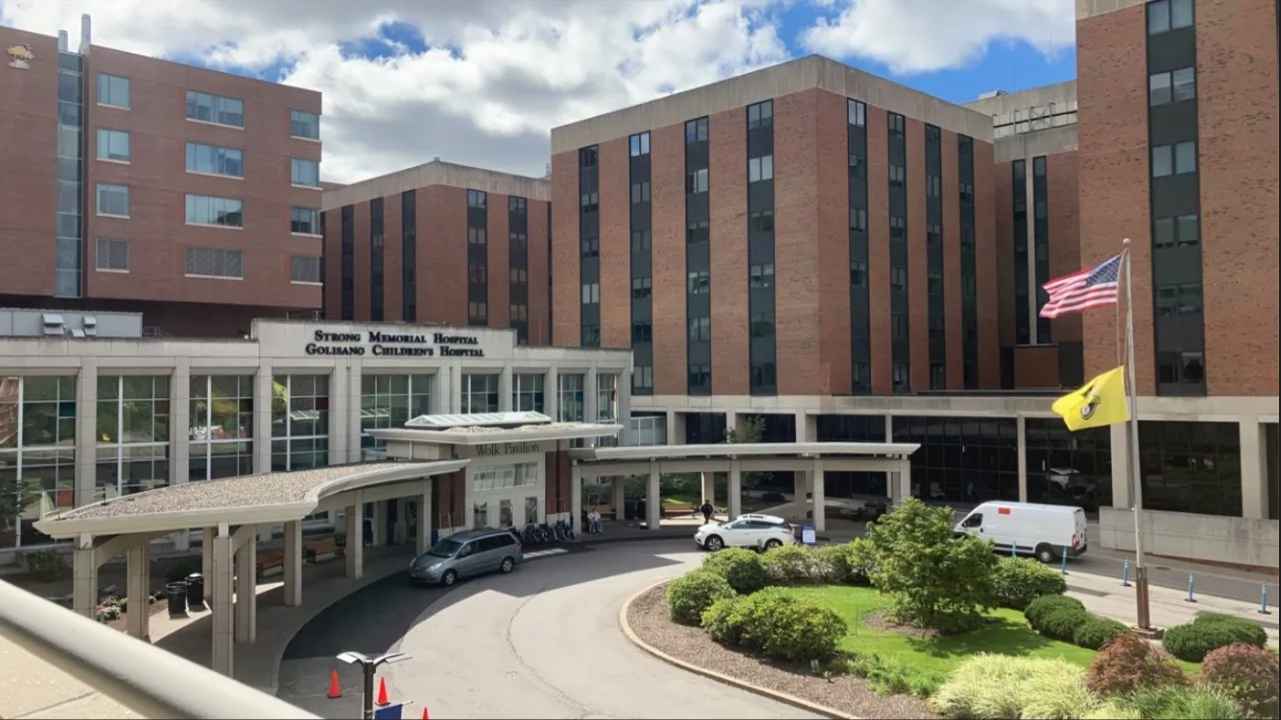 Strong Memorial Hospital
Golisano Children's Hospital
Wolk Pavilion